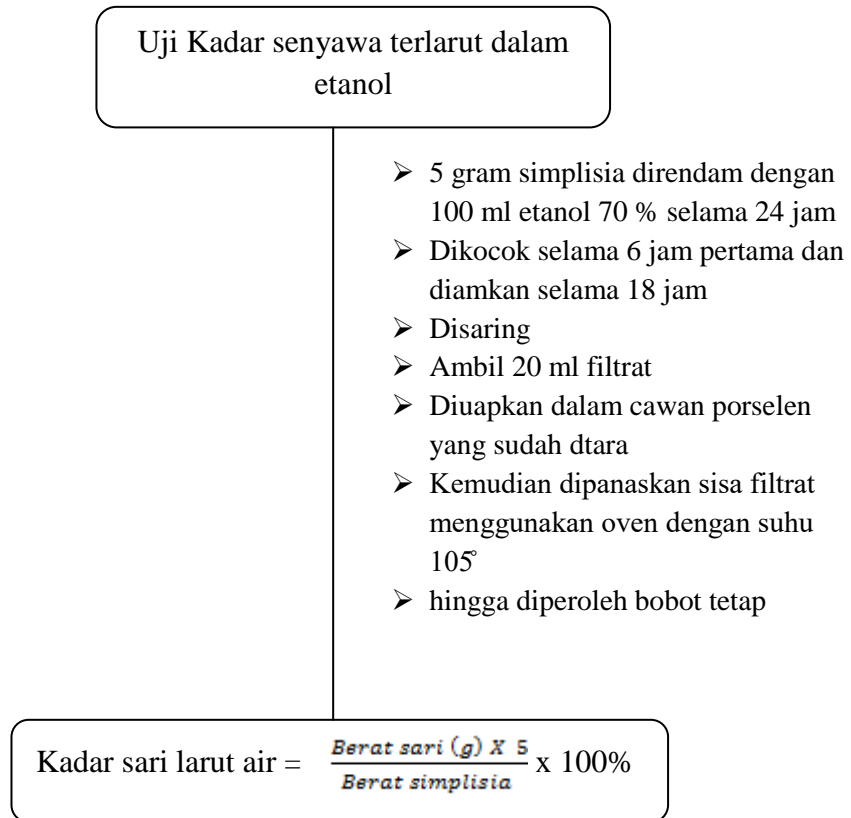 Uji Kadar senyawa terlarut dalam
etanol
➢ 5 gram simplisia direndam dengan
100 ml etanol 70 % selama 24 jam
➢ Dikocok selama 6 jam pertama dan
diamkan selama 18 jam
➢ Disaring
➢ Ambil 20 ml filtrat
➢ Diuapkan dalam cawan porselen
yang sudah dtara
➢ Kemudian dipanaskan sisa filtrat
menggunakan oven dengan suhu
105°
➢ hingga diperoleh bobot tetap
Kadar sari larut air = Berat sari (g) X 5 / Berat simplisia x 100%